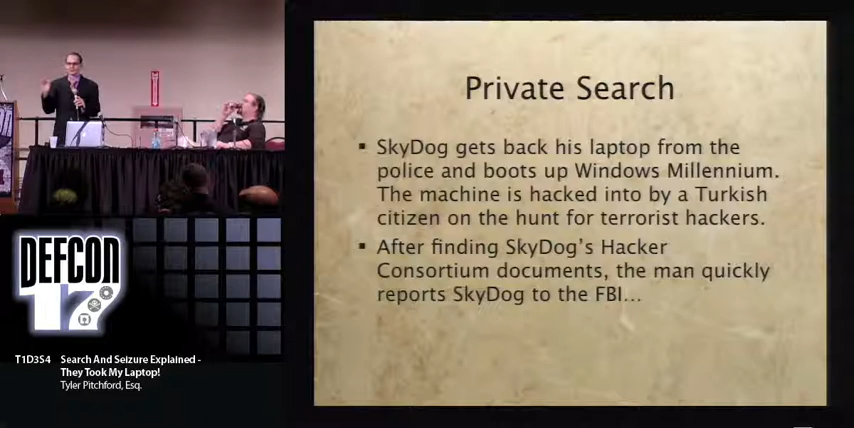 Private Search
▪ SkyDog gets back his laptop from the
police and boots up Windows Millennium.
The machine is hacked into by a Turkish
citizen on the hunt for terrorist hackers.
▪ After finding SkyDog's Hacker
Consortium documents, the man quickly
reports SkyDog to the FBI...
DEFCON
17
T1D3S4 Search And Seizure Explained -
They Took My Laptop!
Tyler Pitchford, Esq.